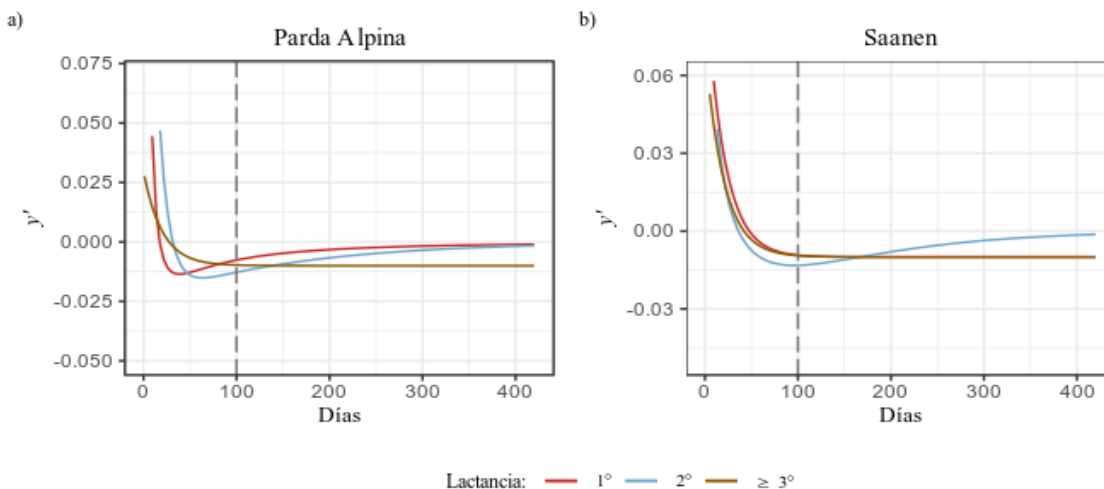 a)
Parda Alpina
0.075
0.050
0.025
0.000
-0.025
-0.050
y'
0
100
200
300
400
Días
b)
Saanen
0.06
0.03
0.00
-0.03
y'
0
100
200
300
400
Días
Lactancia: 1° 2° ≥ 3°